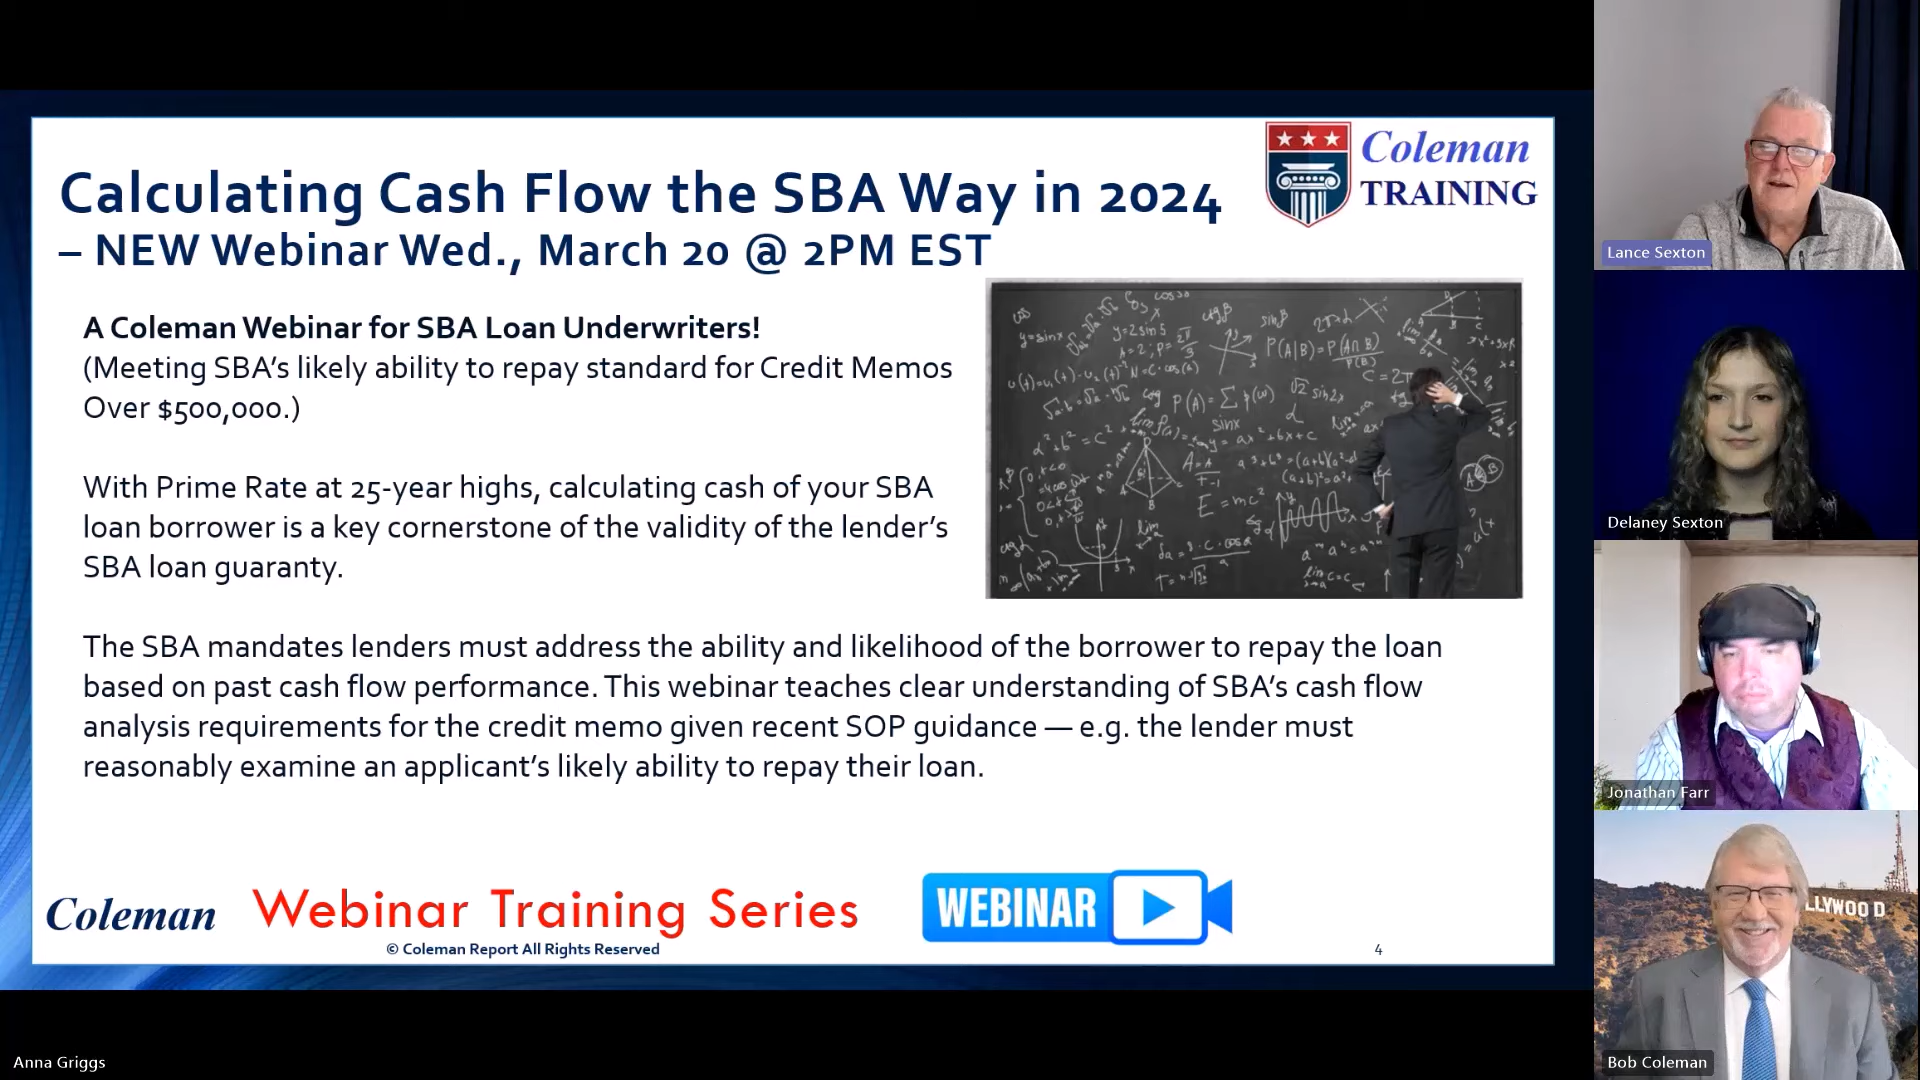 Calculating Cash Flow the SBA Way in 2024
– NEW Webinar Wed., March 20 @ 2PM EST
Coleman
TRAINING
A Coleman Webinar for SBA Loan Underwriters!
(Meeting SBA's likely ability to repay standard for Credit Memos
Over $500,000.)
With Prime Rate at 25-year highs, calculating cash of your SBA
loan borrower is a key cornerstone of the validity of the lender's
SBA loan guaranty.
The SBA mandates lenders must address the ability and likelihood of the borrower to repay the loan
based on past cash flow performance. This webinar teaches clear understanding of SBA's cash flow
analysis requirements for the credit memo given recent SOP guidance — e.g. the lender must
reasonably examine an applicant's likely ability to repay their loan.
y=sinx
y=2sin5
P(A|B)=P(A∩B)
P(B)
E=mc²
Coleman
Webinar Training Series
WEBINAR
© Coleman Report All Rights Reserved
4
Anna Griggs
Lance Sexton
Delaney Sexton
Jonathan Farr
LLYWOOD
Bob Coleman